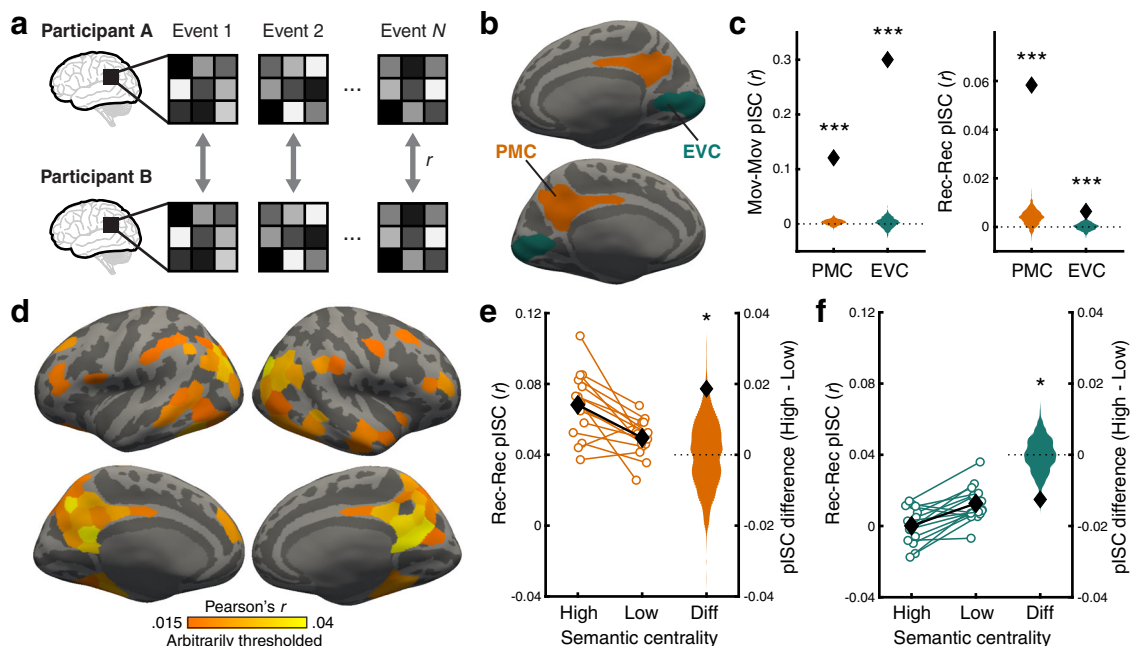 a
Participant A
Event 1
Event 2
Event N
...
...
r
Participant B
b
PMC
EVC
c
Mov-Mov pISC (r)
0.3
0.2
0.1
0
***
***
PMC
EVC
Rec-Rec pISC (r)
0.06
0.04
0.02
0
***
***
PMC
EVC
d
Pearson's r
.015
.04
Arbitrarily thresholded
e
Rec-Rec pISC (r)
0.12
0.08
0.04
0
-0.04
*
0.04
0.02
0
-0.02
-0.04
pISC difference (High - Low)
High
Low
Diff
Semantic centrality
f
Rec-Rec pISC (r)
0.12
0.08
0.04
0
-0.04
*
0.04
0.02
0
-0.02
-0.04
pISC difference (High - Low)
High
Low
Diff
Semantic centrality